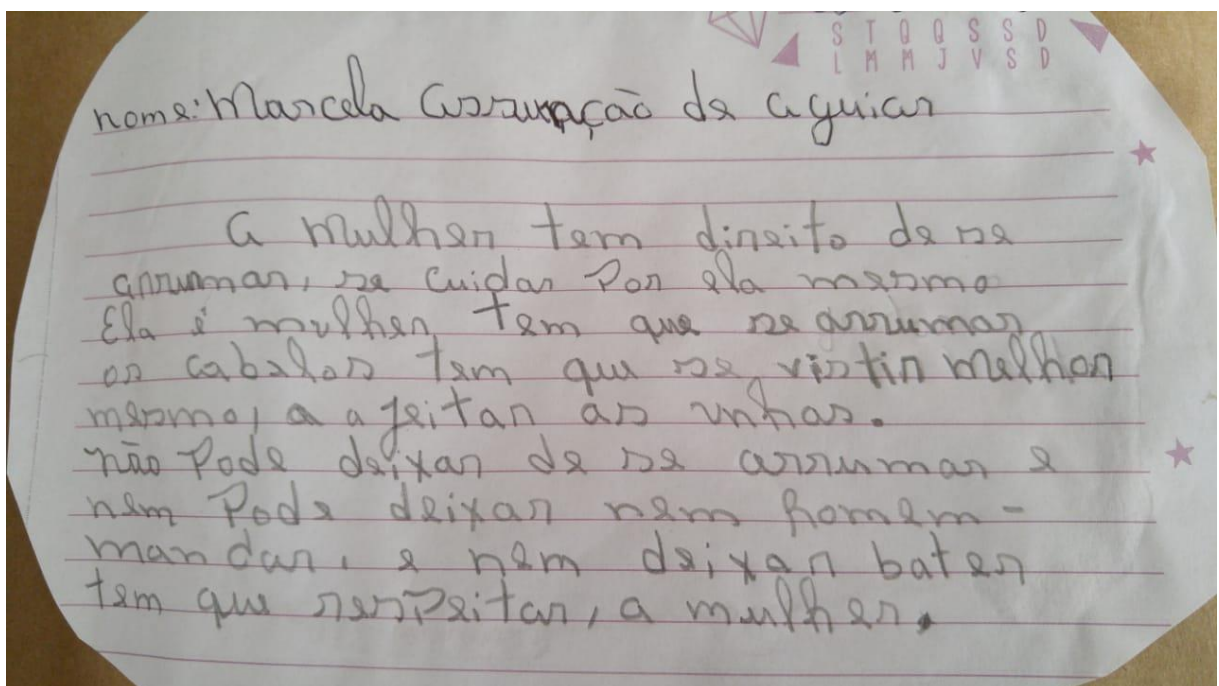 S T Q Q S S D
L M M J V S D
nome: Marcela Assunção de Aguiar
A mulher tem direito de se
arrumar, se cuidar Por ela mesmo
Ela é mulher, tem que se arrumar
os cabelos tem que se vistir melhor
mesmo, a ajeitar as unhas.
não Pode deixar de se arrumar e
nem Pode deixar nem homem -
mandar, e nem deixar bater
tem que respeitar, a mulher.